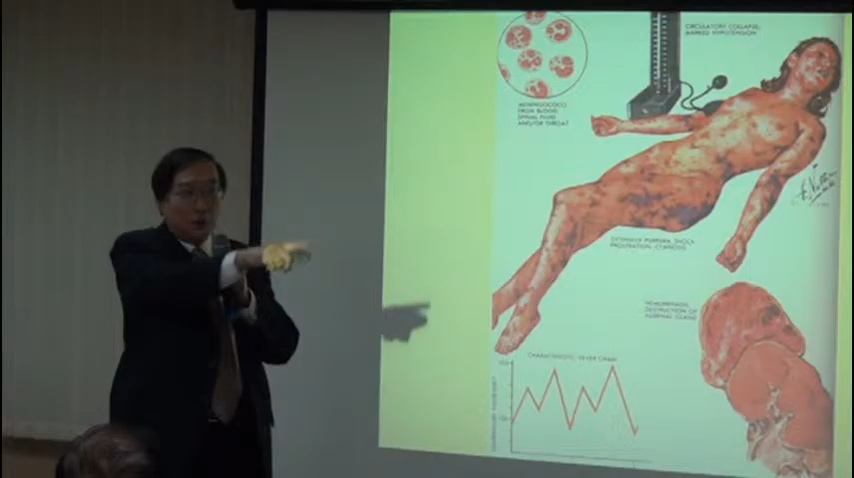 CIRCULATORY COLLAPSE,
MARKED HYPOTENSION
MENINGOCOCCI
FROM BLOOD,
SPINAL FLUID
AND/OR THROAT
EXTENSIVE PURPURA, SHOCK
PROSTRATION, CYANOSIS
HEMORRHAGIC
DESTRUCTION OF
ADRENAL GLAND
CHARACTERISTIC FEVER CHART